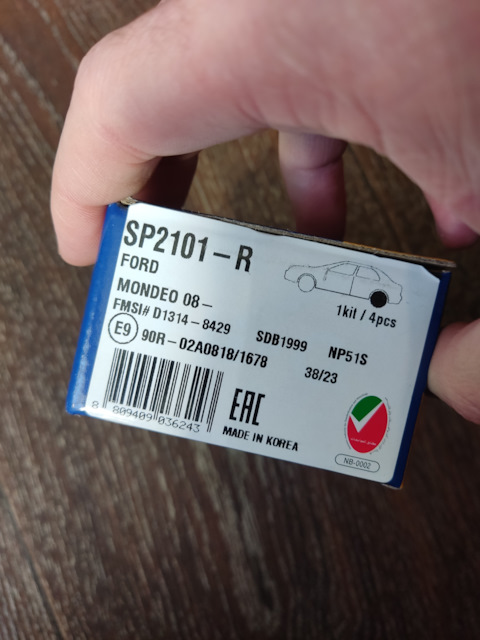 SP2101-R
FORD
MONDEO 08-
1kit / 4pcs
FMSI# D1314-8429
SDB1999
NP51S
E9
90R-02A0818/1678
38/23
EAC
8 809409 036243
MADE IN KOREA
NB-0002